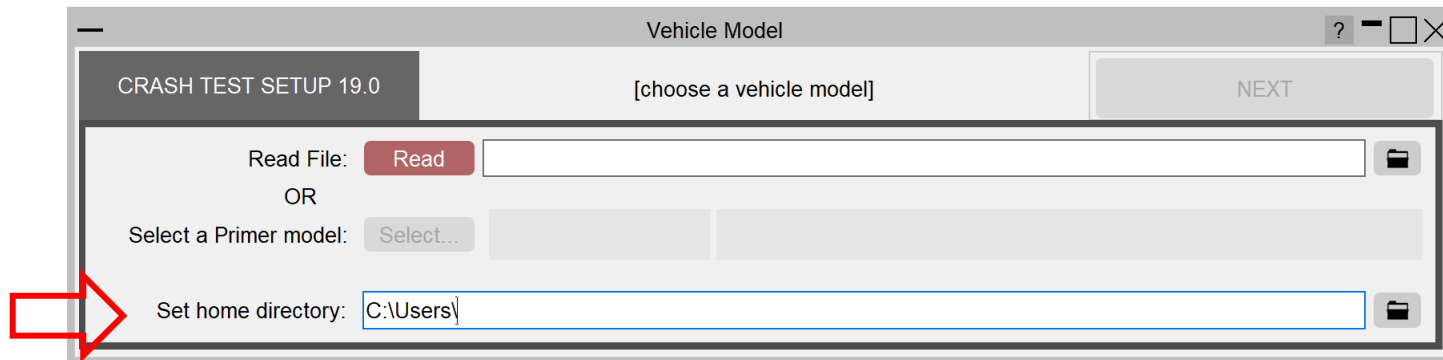 Vehicle Model ?
CRASH TEST SETUP 19.0 [choose a vehicle model] NEXT
Read File: Read
OR
Select a Primer model: Select...
Set home directory: C:\Users\